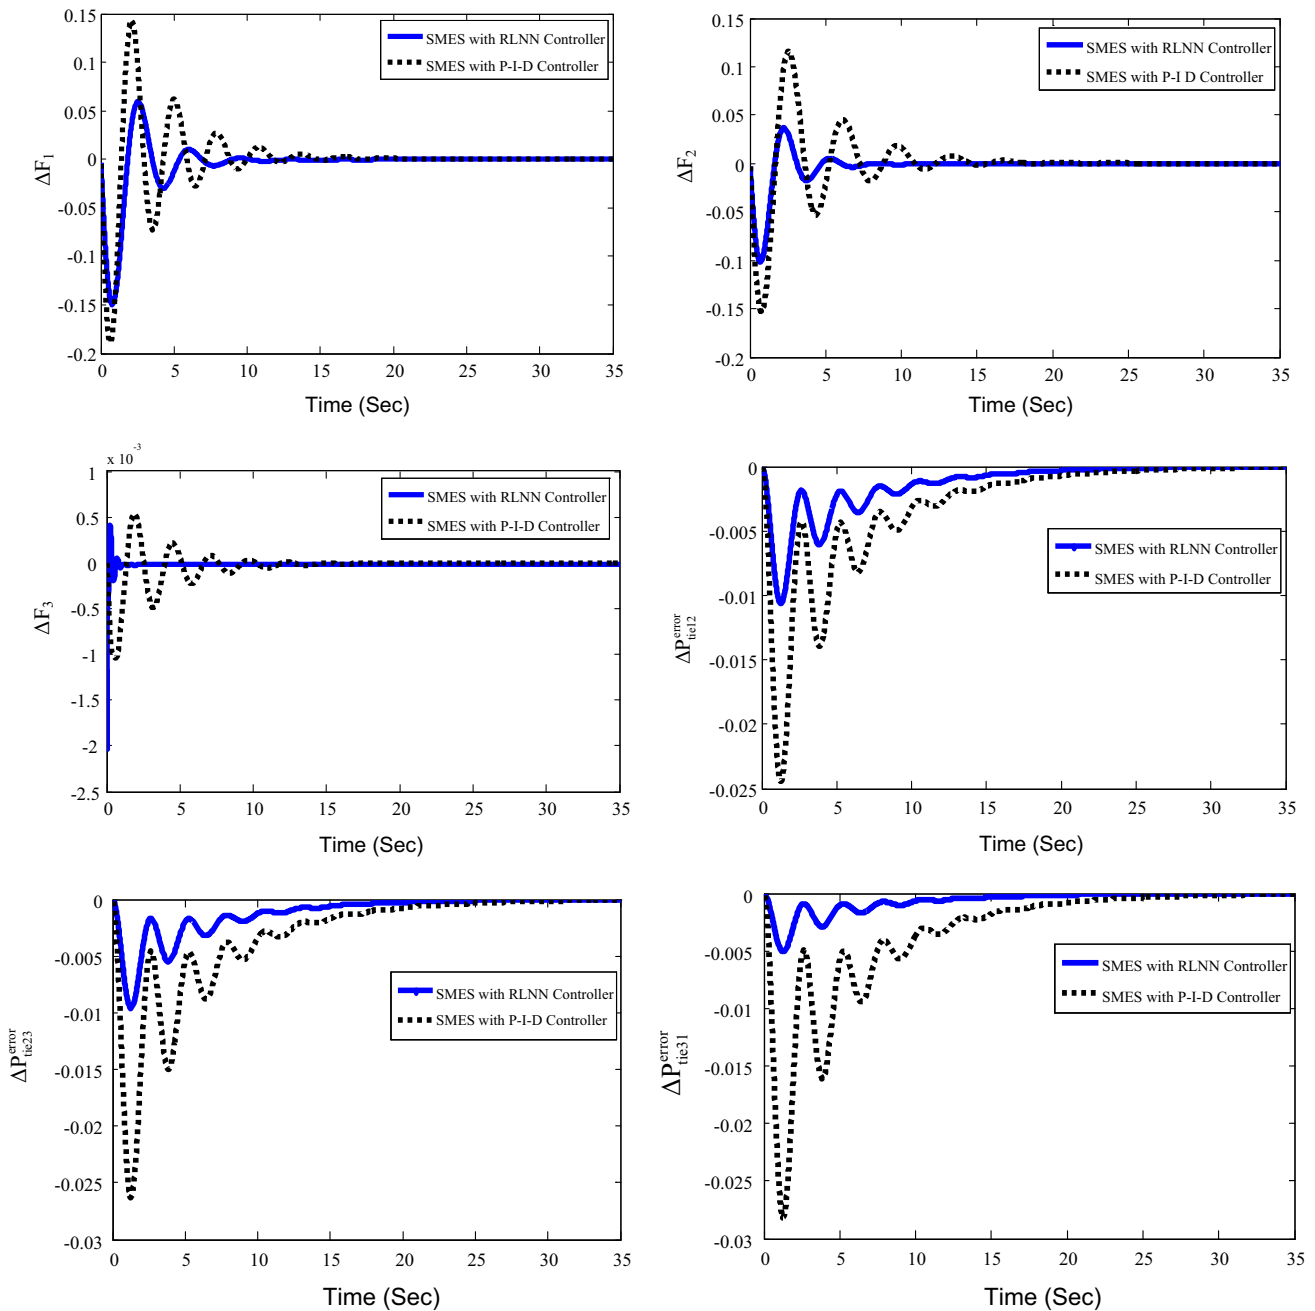 0.15
0.1
0.05
0
-0.05
-0.1
-0.15
-0.2
ΔF1
SMES with RLNN Controller
SMES with P-I-D Controller
0 5 10 15 20 25 30 35
Time (Sec)
0.15
0.1
0.05
0
-0.05
-0.1
-0.15
-0.2
ΔF2
SMES with RLNN Controller
SMES with P-I D Controller
0 5 10 15 20 25 30 35
Time (Sec)
x 10-3
1
0.5
0
-0.5
-1
-1.5
-2
-2.5
ΔF3
SMES with RLNN Controller
SMES with P-I-D Controller
0 5 10 15 20 25 30 35
Time (Sec)
0
-0.005
-0.01
-0.015
-0.02
-0.025
ΔPtie12error
SMES with RLNN Controller
SMES with P-I-D Controller
0 5 10 15 20 25 30 35
Time (Sec)
0
-0.005
-0.01
-0.015
-0.02
-0.025
-0.03
ΔPtie23error
SMES with RLNN Controller
SMES with P-I-D Controller
0 5 10 15 20 25 30 35
Time (Sec)
0
-0.005
-0.01
-0.015
-0.02
-0.025
-0.03
ΔPtie31error
SMES with RLNN Controller
SMES with P-I-D Controller
0 5 10 15 20 25 30 35
Time (Sec)